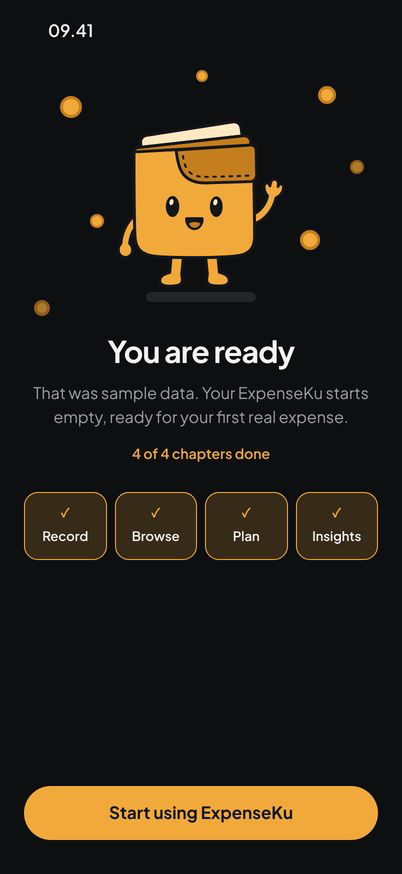 09.41
You are ready
That was sample data. Your ExpenseKu starts
empty, ready for your first real expense.
4 of 4 chapters done
✓ ✓ ✓ ✓
Record Browse Plan Insights
Start using ExpenseKu